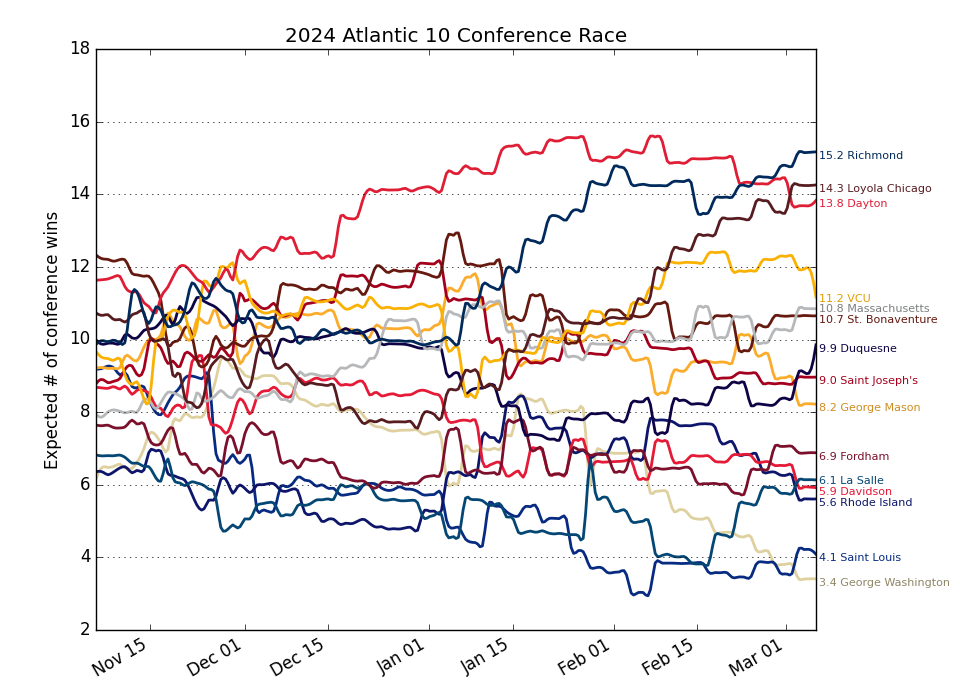 2024 Atlantic 10 Conference Race
Expected # of conference wins
18
16
14
12
10
8
6
4
2
Nov 15
Dec 01
Dec 15
Jan 01
Jan 15
Feb 01
Feb 15
Mar 01
15.2 Richmond
14.3 Loyola Chicago
13.8 Dayton
11.2 VCU
10.8 Massachusetts
10.7 St. Bonaventure
9.9 Duquesne
9.0 Saint Joseph's
8.2 George Mason
6.9 Fordham
6.1 La Salle
5.9 Davidson
5.6 Rhode Island
4.1 Saint Louis
3.4 George Washington